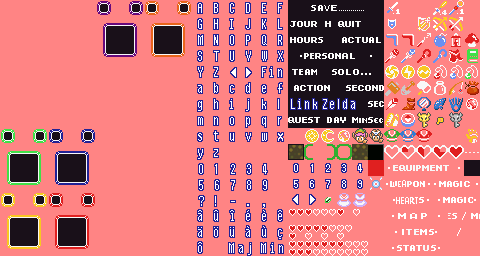 A B C D E F
G H I J K L
M N O P Q R
S T U V W X
Y Z Fin
a b c d e f
g h i j k l
m n o p q r
s t u v w x
y z
0 1 2 3 4
5 6 7 8 9
? ! - . ,
â û î ë ê è
ä ö ü à ù ç
ô Maj Min
SAVE............
JOUR H QUIT
HOURS ACTUAL
·PERSONAL ·
TEAM SOLO...
ACTION SECOND
Link Zelda SEC
QUEST DAY MinSec
0 1 2 3 4
5 6 7 8 9
· EQUIPMENT
·WEAPON· ·MAGIC ·
·HEARTS · MAGIC·
· MAP · ES/ MA
· ITEMS· /
·STATUS·